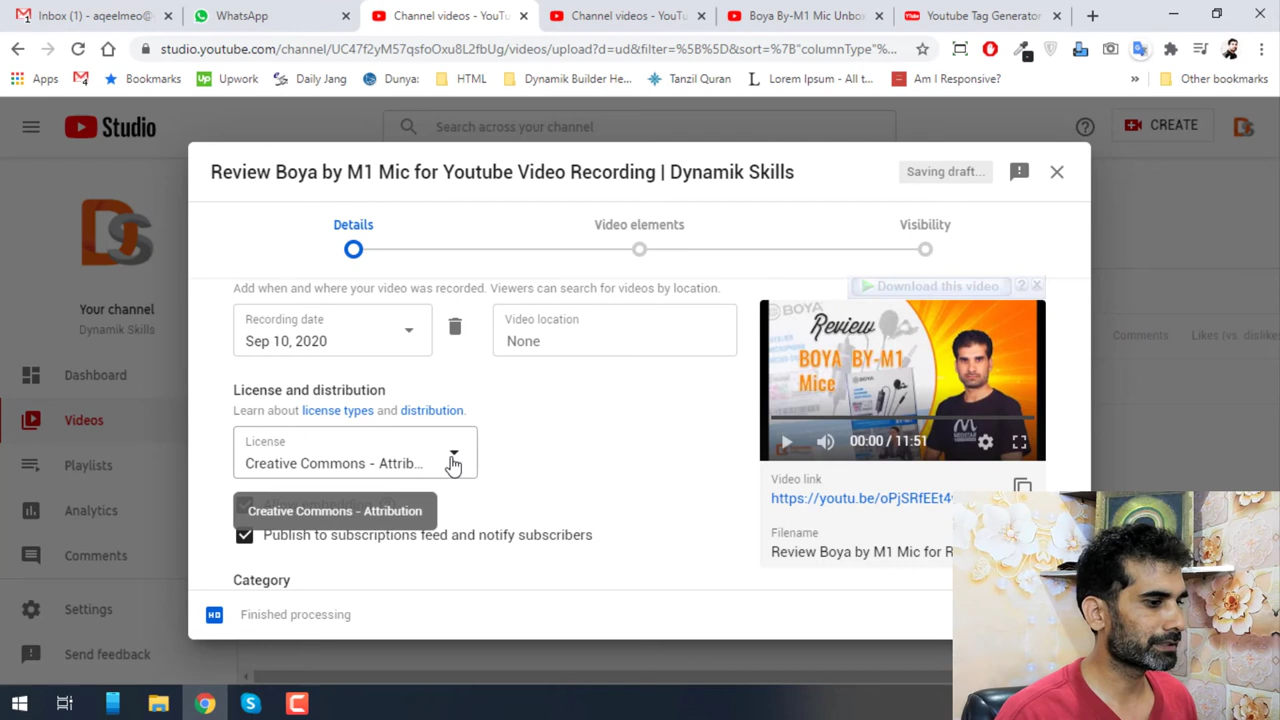 Inbox (1) - aqeelmeo@
WhatsApp
Channel videos - YouTu
Channel videos - YouTu
Boya By-M1 Mic Unbo
Youtube Tag Generator
studio.youtube.com/channel/UC47f2yM57qsfoOxu8L2fbUg/videos/upload?d=ud&filter=%5B%5D&sort=%7B"columnType"%...
Apps
Bookmarks
Upwork
Daily Jang
Dunya:
HTML
Dynamik Builder He...
Tanzil Quran
Lorem Ipsum - All t...
Am I Responsive?
»
Other bookmarks
Studio
Search across your channel
CREATE
Review Boya by M1 Mic for Youtube Video Recording | Dynamik Skills
Saving draft...
Details
Video elements
Visibility
Add when and where your video was recorded. Viewers can search for videos by location.
Download this video
Recording date
Sep 10, 2020
Video location
None
BOYA
Review
BOYA BY-M1
Mice
00:00 / 11:51
License and distribution
Learn about license types and distribution.
License
Creative Commons - Attrib...
Creative Commons - Attribution
Publish to subscriptions feed and notify subscribers
Category
Video link
https://youtu.be/oPjSRfEEt4
Filename
Review Boya by M1 Mic for R
HD
Finished processing
Your channel
Dynamik Skills
Dashboard
Videos
Playlists
Analytics
Comments
Settings
Send feedback
Comments
Likes (vs. dislike